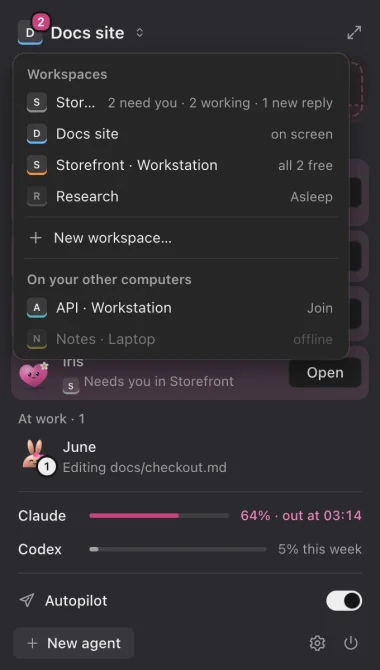 D 2 Docs site
Workspaces
S Stor... 2 need you · 2 working · 1 new reply
D Docs site on screen
S Storefront · Workstation all 2 free
R Research Asleep
+ New workspace...
On your other computers
A API · Workstation Join
N Notes · Laptop offline
Iris
S Needs you in Storefront
Open
At work · 1
June
1 Editing docs/checkout.md
Claude 64% · out at 03:14
Codex 5% this week
Autopilot
+ New agent